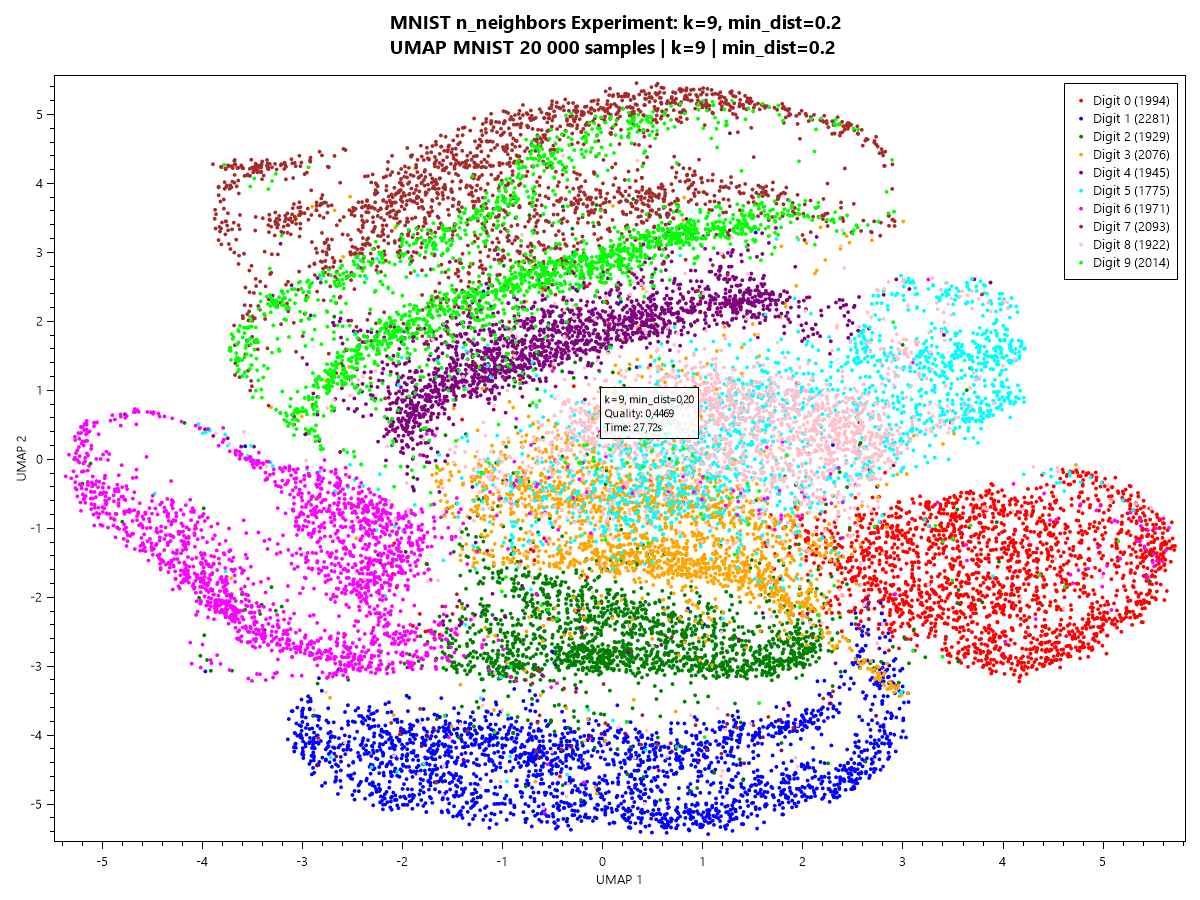 MNIST n_neighbors Experiment: k=9, min_dist=0.2
UMAP MNIST 20 000 samples | k=9 | min_dist=0.2
Digit 0 (1994)
Digit 1 (2281)
Digit 2 (1929)
Digit 3 (2076)
Digit 4 (1945)
Digit 5 (1775)
Digit 6 (1971)
Digit 7 (2093)
Digit 8 (1922)
Digit 9 (2014)
k=9, min_dist=0,20
Quality: 0,4469
Time: 27,72s
UMAP 2
5
4
3
2
1
0
-1
-2
-3
-4
-5
-5 -4 -3 -2 -1 0 1 2 3 4 5
UMAP 1